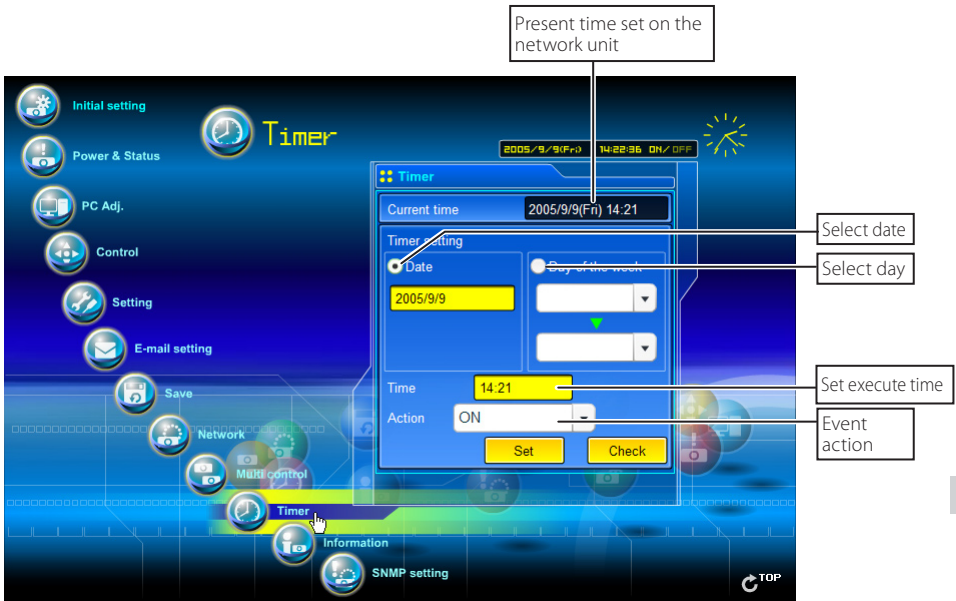 Present time set on the
network unit
Initial setting
Timer
2005/9/9(Fri) 14:22:36 ON/OFF
Power & Status
Timer
PC Adj.
Current time 2005/9/9(Fri) 14:21
Select date
Timer setting
Control
Date
Day of the week
Select day
2005/9/9
Setting
E-mail setting
Time 14:21
Set execute time
Save
Action ON
Event
action
Network
Set
Check
Multi control
Timer
Information
SNMP setting
TOP